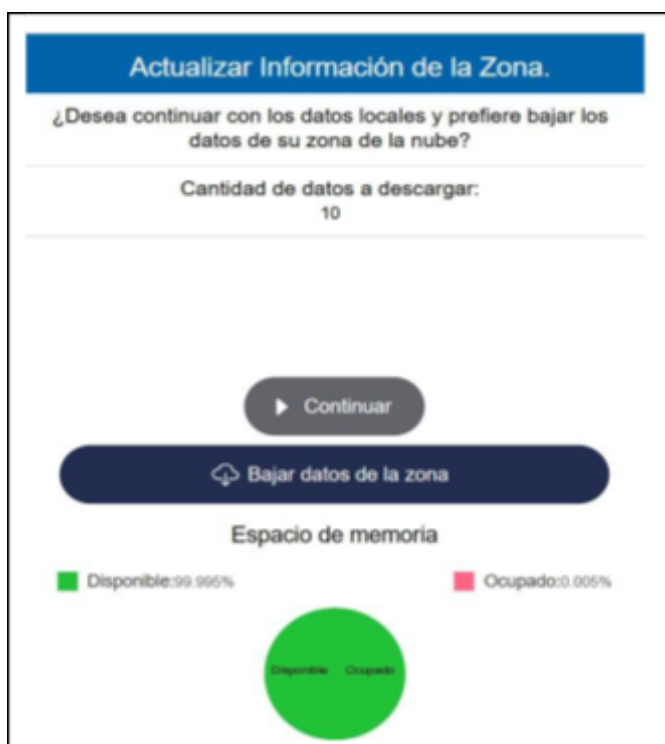 Actualizar Información de la Zona.
¿Desea continuar con los datos locales y prefiere bajar los
datos de su zona de la nube?
Cantidad de datos a descargar:
10
Continuar
Bajar datos de la zona
Espacio de memoria
Disponible:99.995% Ocupado:0.005%
Disponible Ocupado